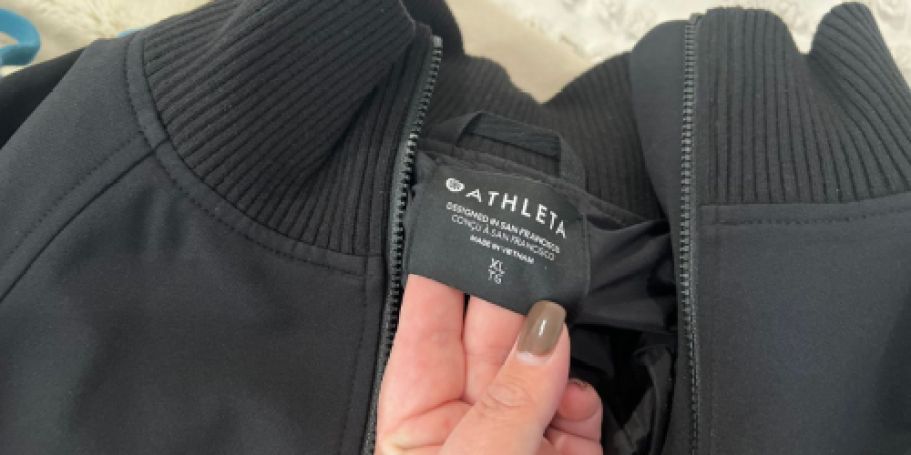 ATHLETA
DESIGNED IN SAN FRANCISCO
CONÇU À SAN FRANCISCO
MADE IN VIETNAM
XL
TG